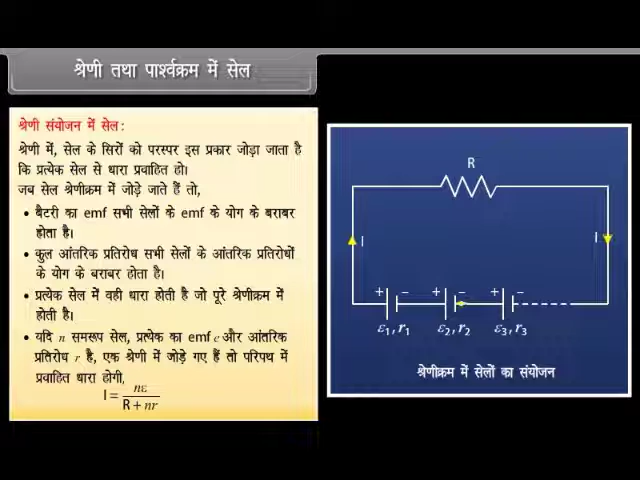 श्रेणी तथा पार्श्वक्रम में सेल
श्रेणी संयोजन में सेल:
श्रेणी में, सेल के सिरों को परस्पर इस प्रकार जोड़ा जाता है
कि प्रत्येक सेल से धारा प्रवाहित हो।
जब सेल श्रेणीक्रम में जोड़े जाते हैं तो,
• बैटरी का emf सभी सेलों के emf के योग के बराबर
होता है।
• कुल आंतरिक प्रतिरोध सभी सेलों के आंतरिक प्रतिरोधों
के योग के बराबर होता है।
• प्रत्येक सेल में वही धारा होती है जो पूरे श्रेणीक्रम में
होती है।
• यदि n समरूप सेल, प्रत्येक का emf ε और आंतरिक
प्रतिरोध r है, एक श्रेणी में जोड़े गए हैं तो परिपथ में
प्रवाहित धारा होगी,
I = nε / R + nr
R
I
I
+ − + − + −
ε₁, r₁ ε₂, r₂ ε₃, r₃
श्रेणीक्रम में सेलों का संयोजन